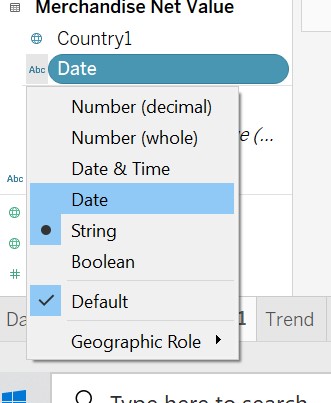 Merchandise Net Value
Country1
Abc Date
Number (decimal)
Number (whole)
e (...
Date & Time
Abc
Date
String
Boolean
Default
Da
1 Trend
Geographic Role
Type here to search